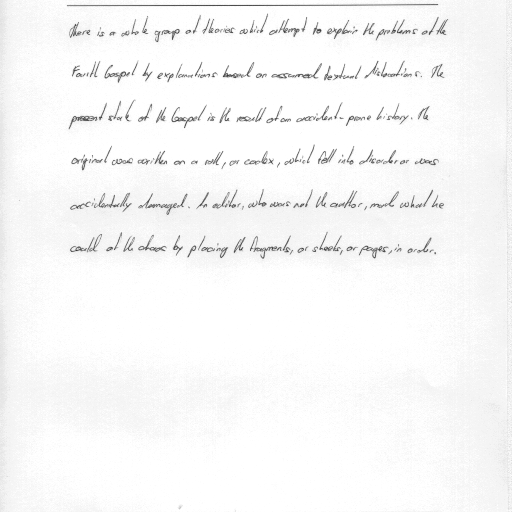 There is a whole group of theories which attempt to explain the problems of the
Fourth Gospel by explanations based on assumed textual dislocations. The
present state of the Gospel is the result of an accident-prone history. The
original was written on a roll, or codex, which fell into disorder or was
accidentally damaged. An editor, who was not the author, made what he
could of the chaos by placing the fragments, or sheets, or pages, in order.